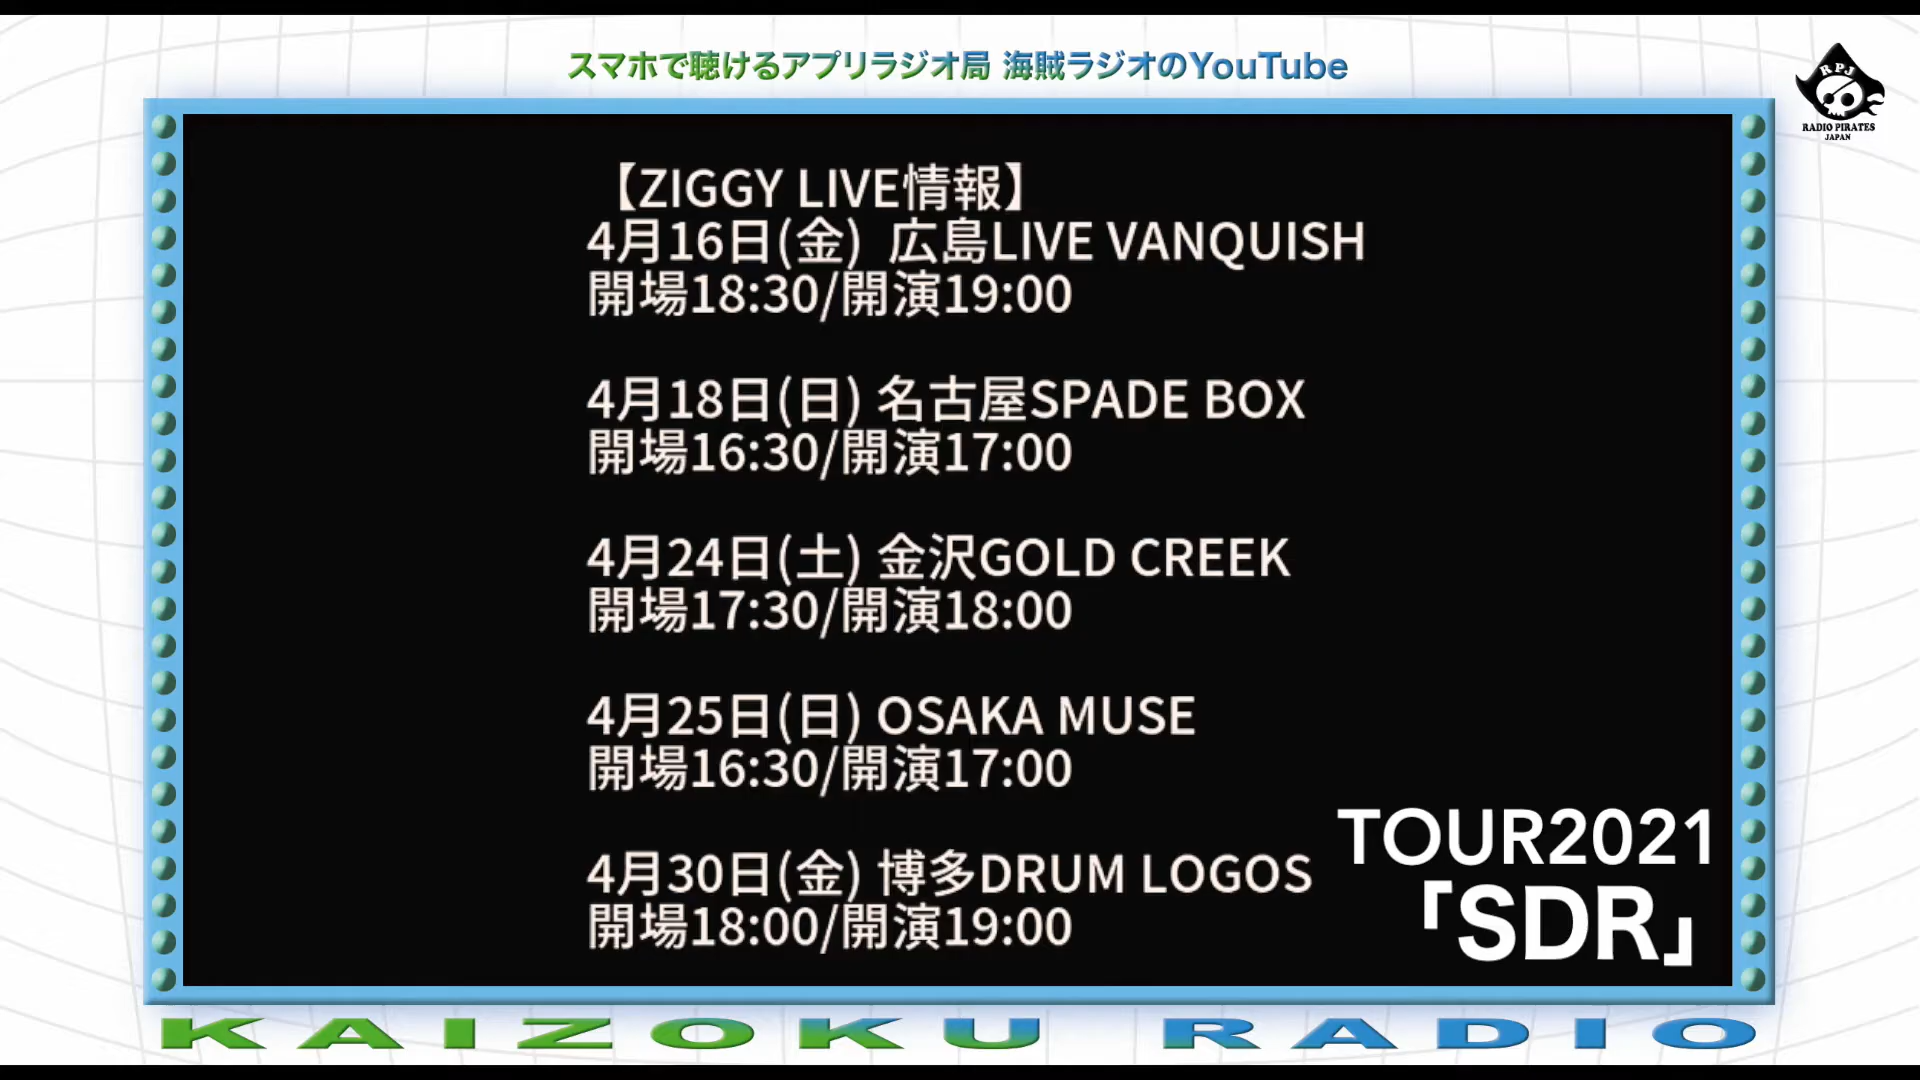 スマホで聴けるアプリラジオ局 海賊ラジオのYouTube
RPJ
RADIO PIRATES
JAPAN
【ZIGGY LIVE情報】
4月16日(金) 広島LIVE VANQUISH
開場18:30/開演19:00
4月18日(日) 名古屋SPADE BOX
開場16:30/開演17:00
4月24日(土) 金沢GOLD CREEK
開場17:30/開演18:00
4月25日(日) OSAKA MUSE
開場16:30/開演17:00
4月30日(金) 博多DRUM LOGOS
開場18:00/開演19:00
TOUR2021
「SDR」
KAIZOKU RADIO